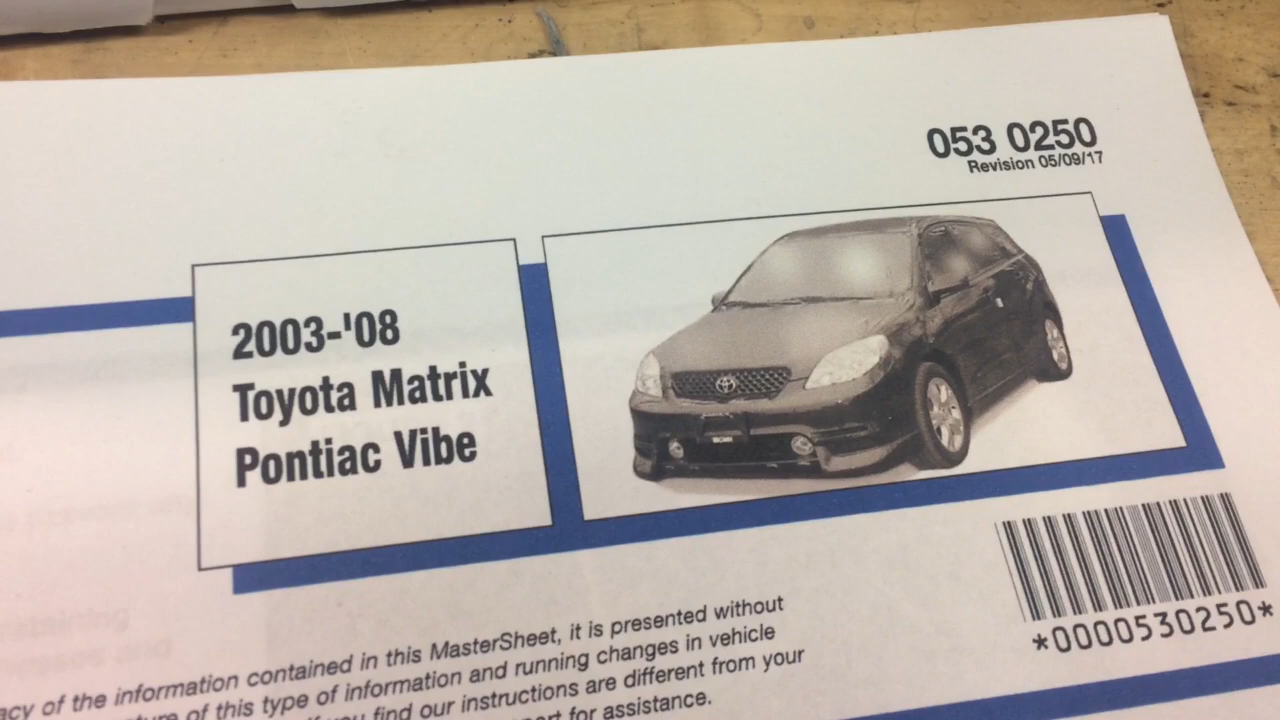 053 0250
Revision 05/09/17
2003-'08
Toyota Matrix
Pontiac Vibe
*0000530250*
of the information contained in this MasterSheet, it is presented without
of this type of information and running changes in vehicle
find our instructions are different from your
for assistance.